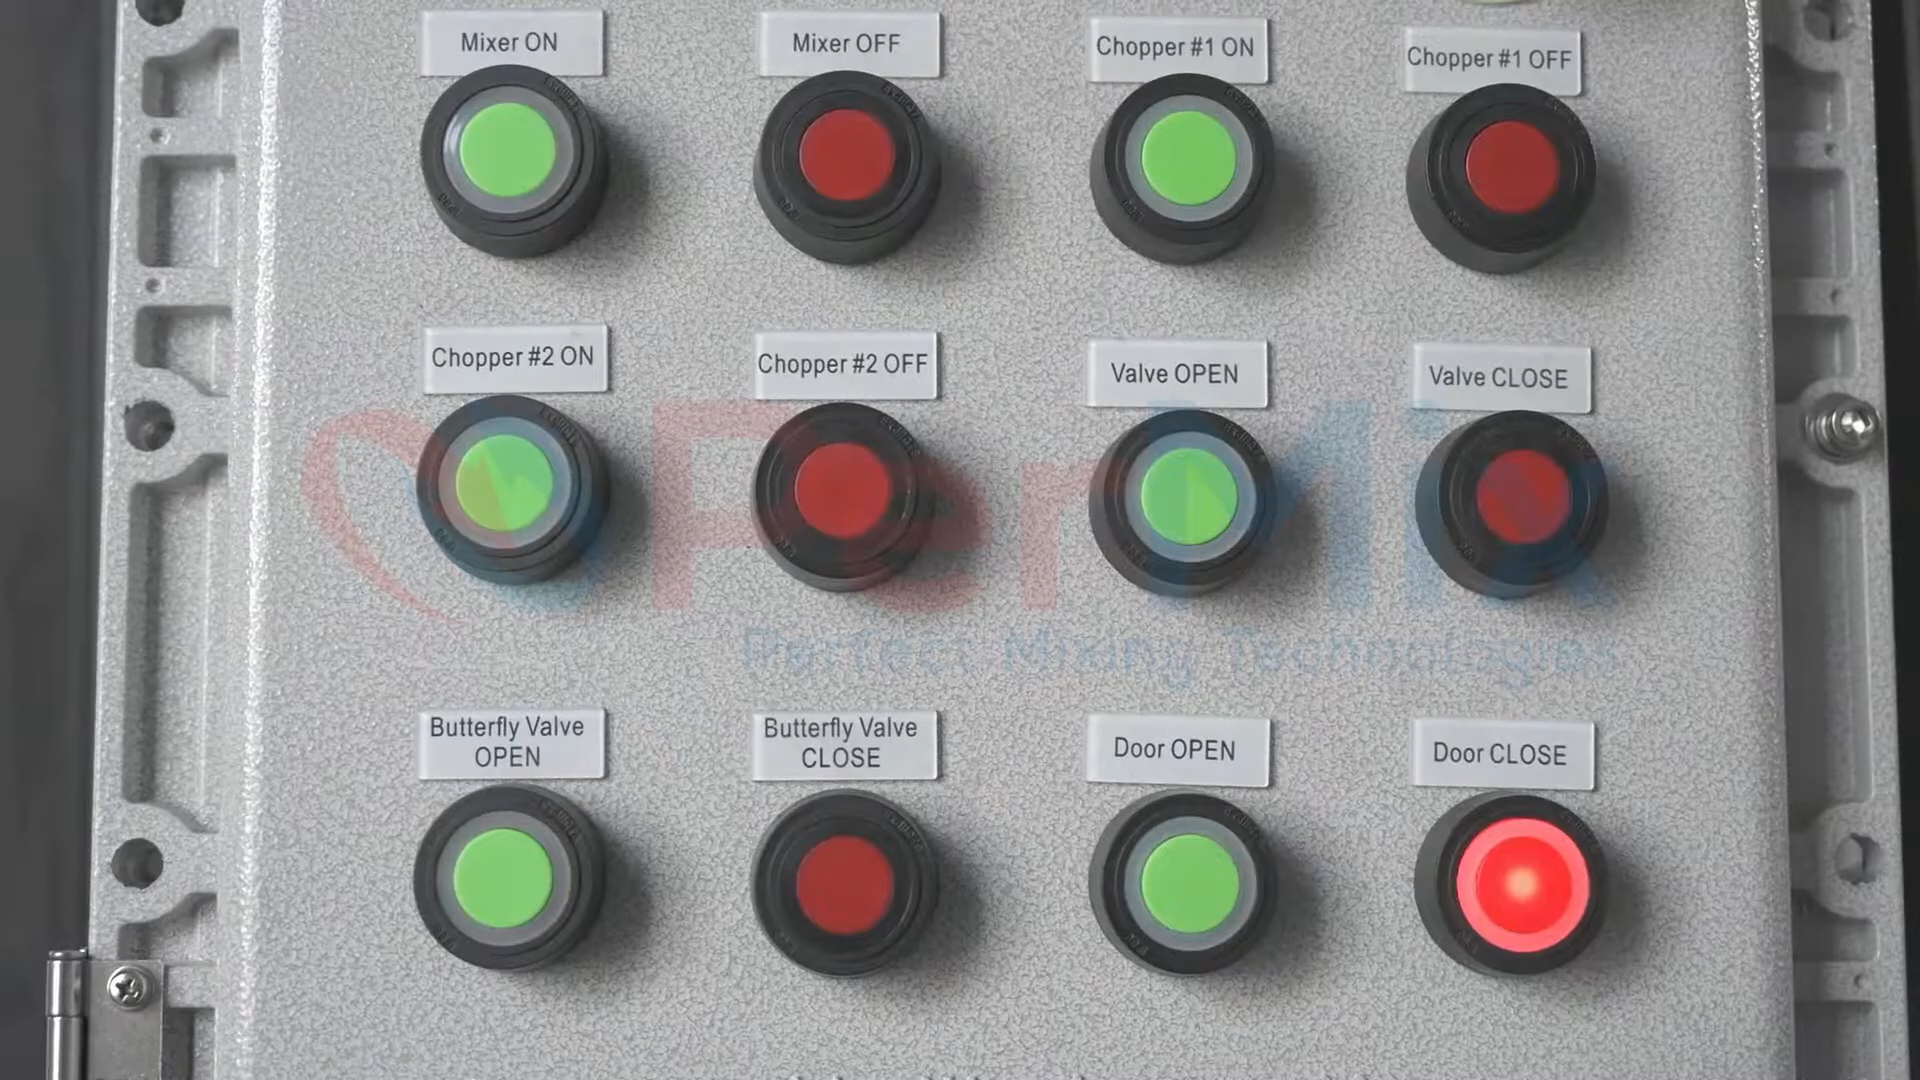 Mixer ON
Mixer OFF
Chopper #1 ON
Chopper #1 OFF
Chopper #2 ON
Chopper #2 OFF
Valve OPEN
Valve CLOSE
PerMix
Perfect Mixing Technologies
Butterfly Valve
OPEN
Butterfly Valve
CLOSE
Door OPEN
Door CLOSE